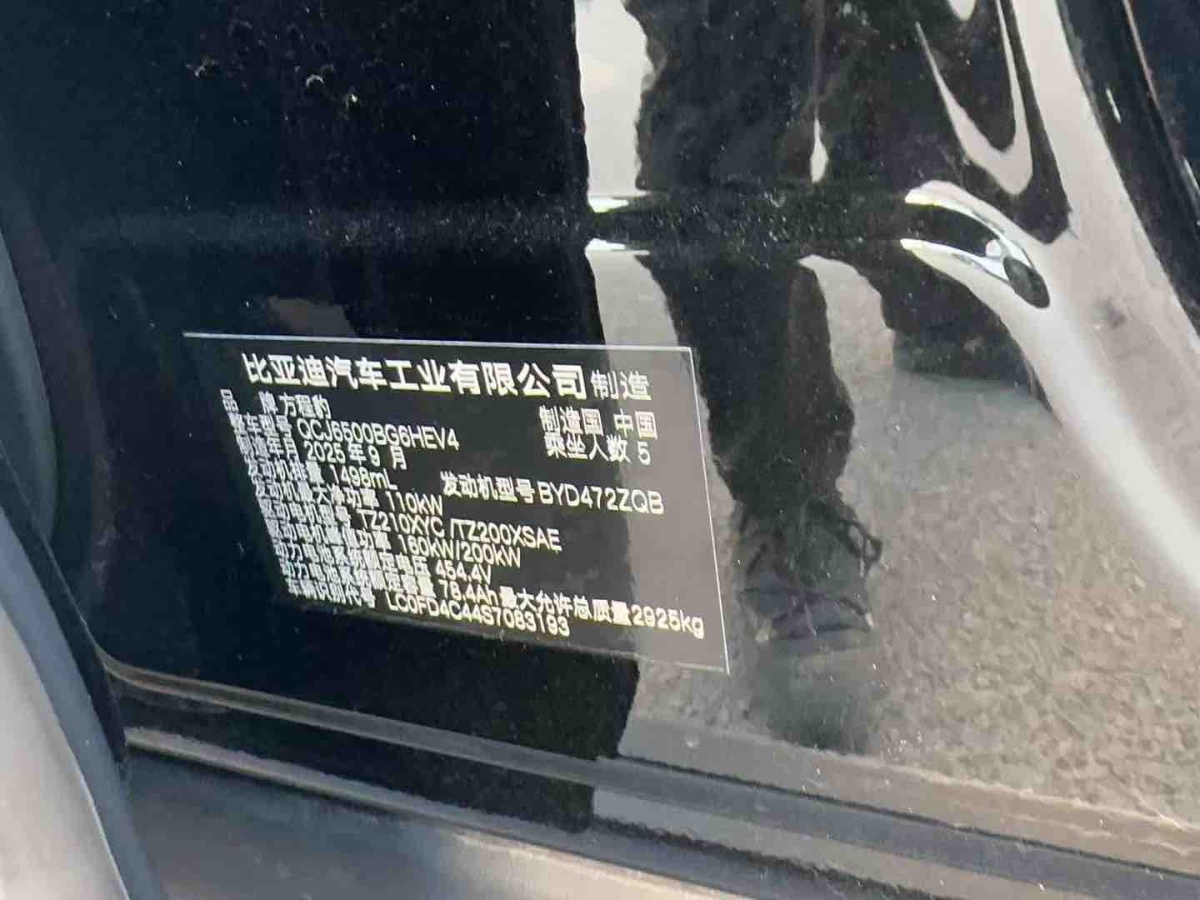 比亚迪汽车工业有限公司 制造
品 牌 方程豹 制造国 中国
整车型号 QCJ6500BG6HEV4 乘坐人数 5
制造年月 2025年9月
发动机排量 1498mL 发动机型号 BYD472ZQB
发动机最大净功率 110kW
驱动电机型号 TZ210XYC /TZ200XSAE
驱动电机峰值功率 160kW/200kW
动力电池系统额定电压 454.4V
动力电池系统额定容量 78.4Ah 最大允许总质量 2925kg
车辆识别代号 LC0FD4C44S7083193